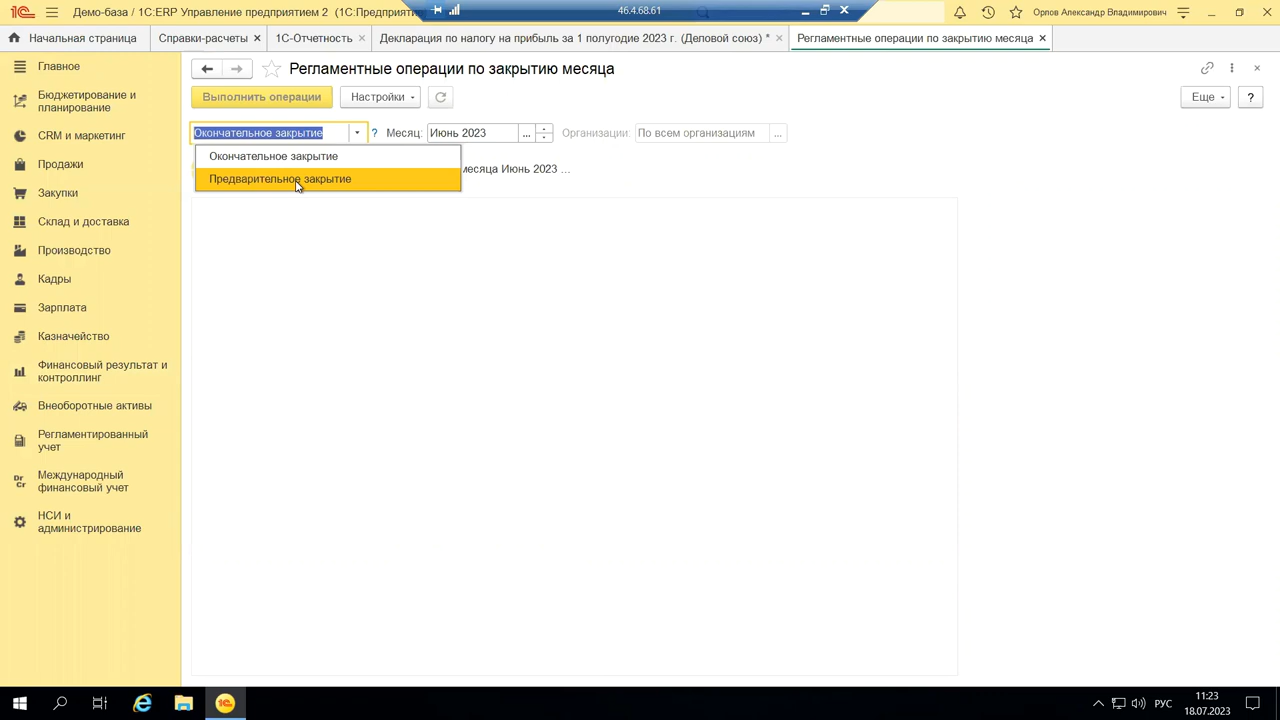 Демо-база / 1С:ERP Управление предприятием 2 (1С:Предприяти
46.4.68.61
Орлов Александр Владимирович
Начальная страница
Справки-расчеты
1С-Отчетность
Декларация по налогу на прибыль за 1 полугодие 2023 г. (Деловой союз) *
Регламентные операции по закрытию месяца
Главное
Бюджетирование и
планирование
CRM и маркетинг
Продажи
Закупки
Склад и доставка
Производство
Кадры
Зарплата
Казначейство
Финансовый результат и
контроллинг
Внеоборотные активы
Регламентированный
учет
Международный
финансовый учет
НСИ и
администрирование
Регламентные операции по закрытию месяца
Выполнить операции
Настройки
Еще
?
Окончательное закрытие
?
Месяц:
Июнь 2023
...
Организации:
По всем организациям
...
Окончательное закрытие
Предварительное закрытие
месяца Июнь 2023 ...
РУС
11:23
18.07.2023